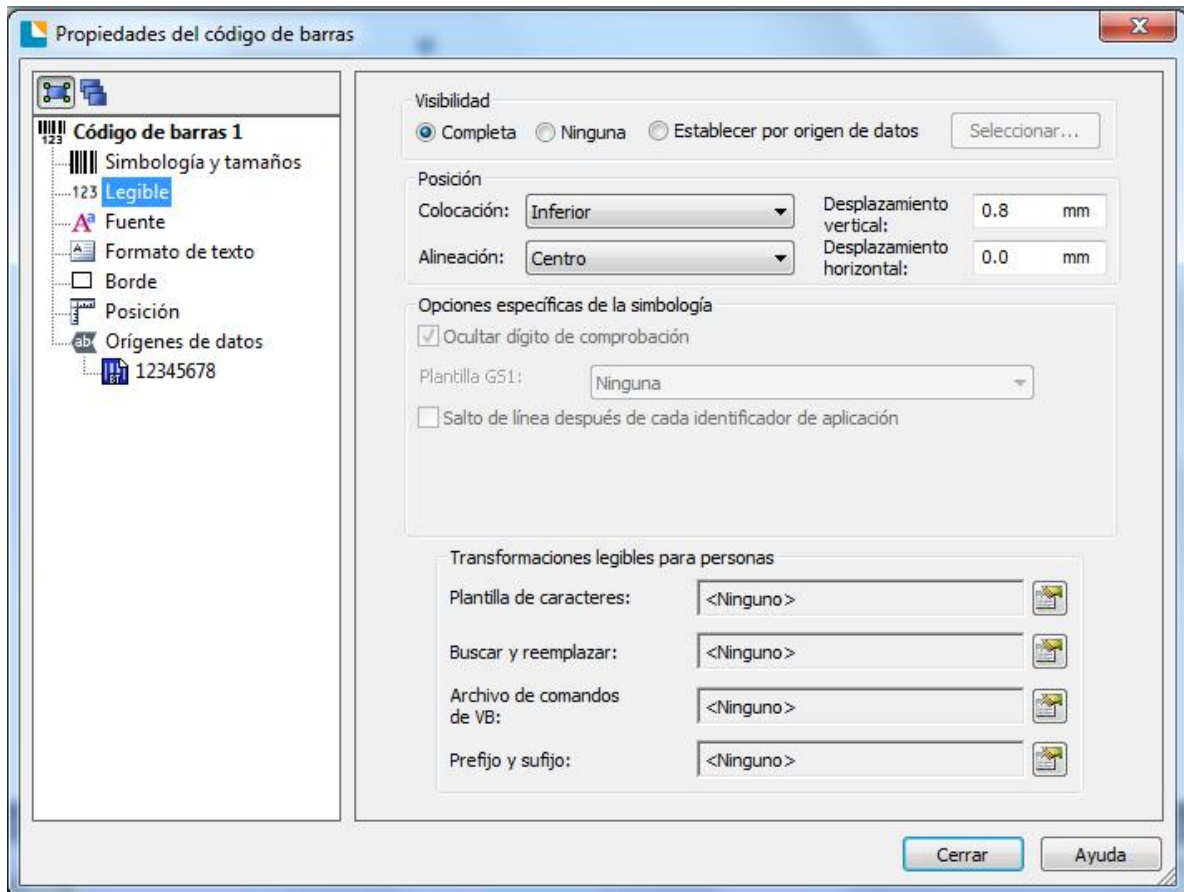 Propiedades del código de barras
Código de barras 1
Simbología y tamaños
123 Legible
Fuente
Formato de texto
Borde
Posición
Orígenes de datos
12345678
Visibilidad
Completa Ninguna Establecer por origen de datos Seleccionar...
Posición
Colocación: Inferior Desplazamiento vertical: 0.8 mm
Alineación: Centro Desplazamiento horizontal: 0.0 mm
Opciones específicas de la simbología
Ocultar dígito de comprobación
Plantilla GS1: Ninguna
Salto de línea después de cada identificador de aplicación
Transformaciones legibles para personas
Plantilla de caracteres: <Ninguno>
Buscar y reemplazar: <Ninguno>
Archivo de comandos
de VB: <Ninguno>
Prefijo y sufijo: <Ninguno>
Cerrar Ayuda